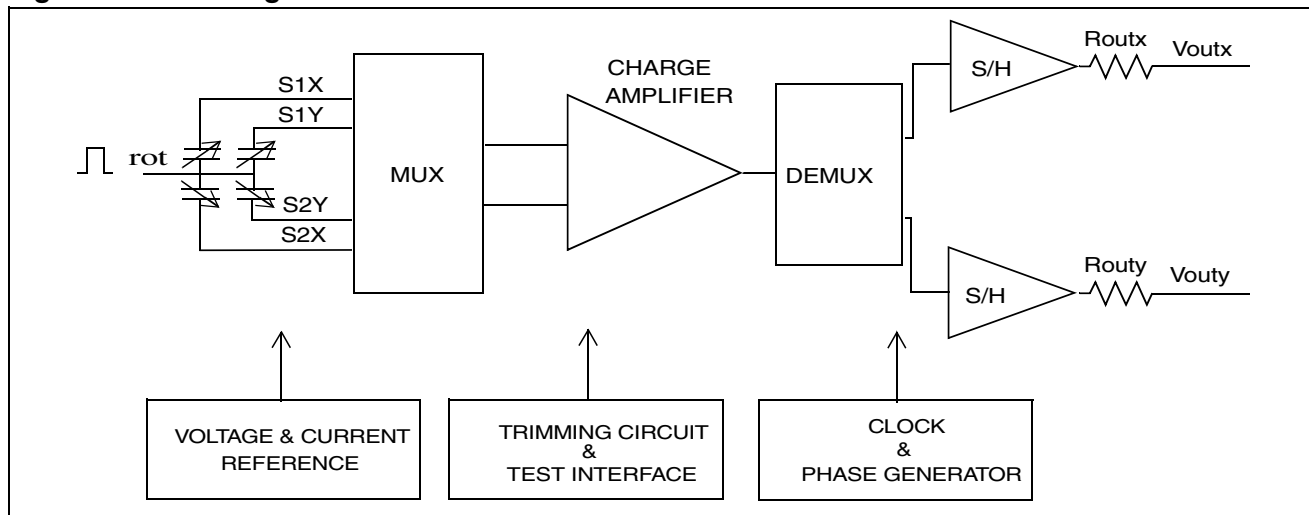 S1X
S1Y
rot
S2Y
S2X
MUX
CHARGE
AMPLIFIER
DEMUX
S/H
Routx
Voutx
S/H
Routy
Vouty
VOLTAGE & CURRENT
REFERENCE
TRIMMING CIRCUIT
&
TEST INTERFACE
CLOCK
&
PHASE GENERATOR